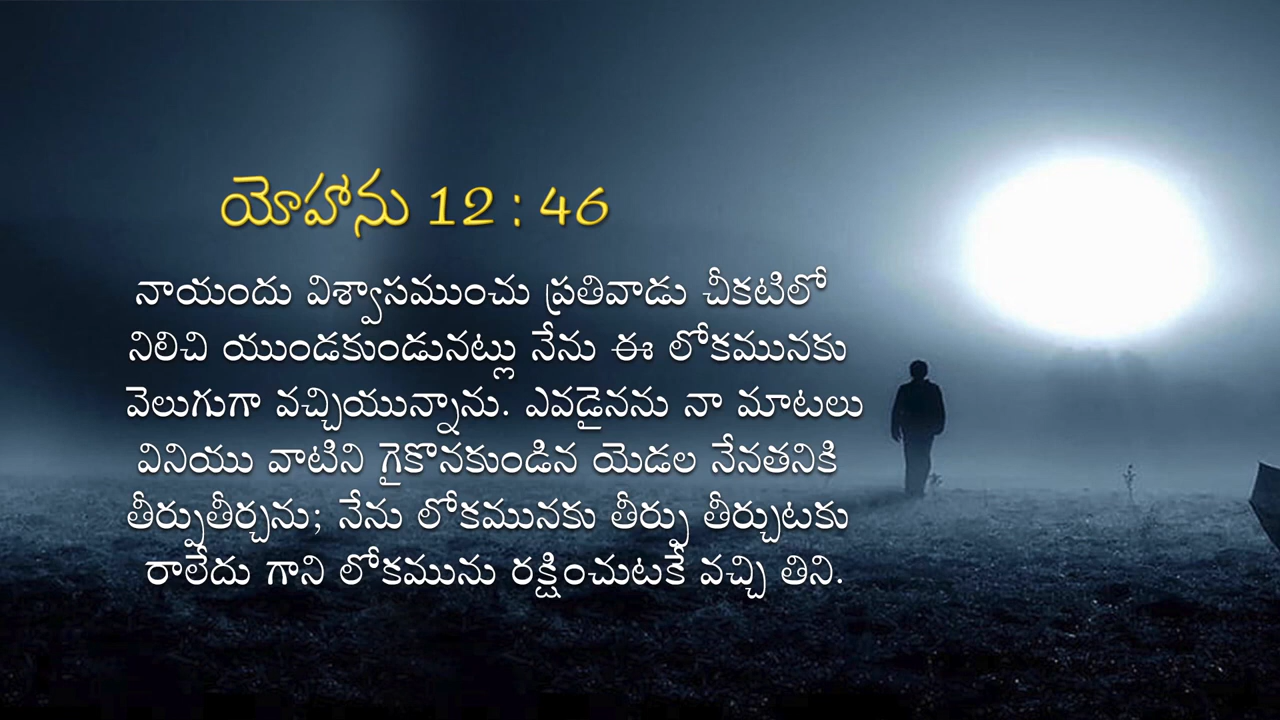 యోహాను 12 : 46
నాయందు విశ్వాసముంచు ప్రతివాడు చీకటిలో
నిలిచి యుండకుండునట్లు నేను ఈ లోకమునకు
వెలుగుగా వచ్చియున్నాను. ఎవడైనను నా మాటలు
వినియు వాటిని గైకొనకుండిన యెడల నేనతనికి
తీర్పుతీర్చను; నేను లోకమునకు తీర్పు తీర్చుటకు
రాలేదు గాని లోకమును రక్షించుటకే వచ్చి తిని.